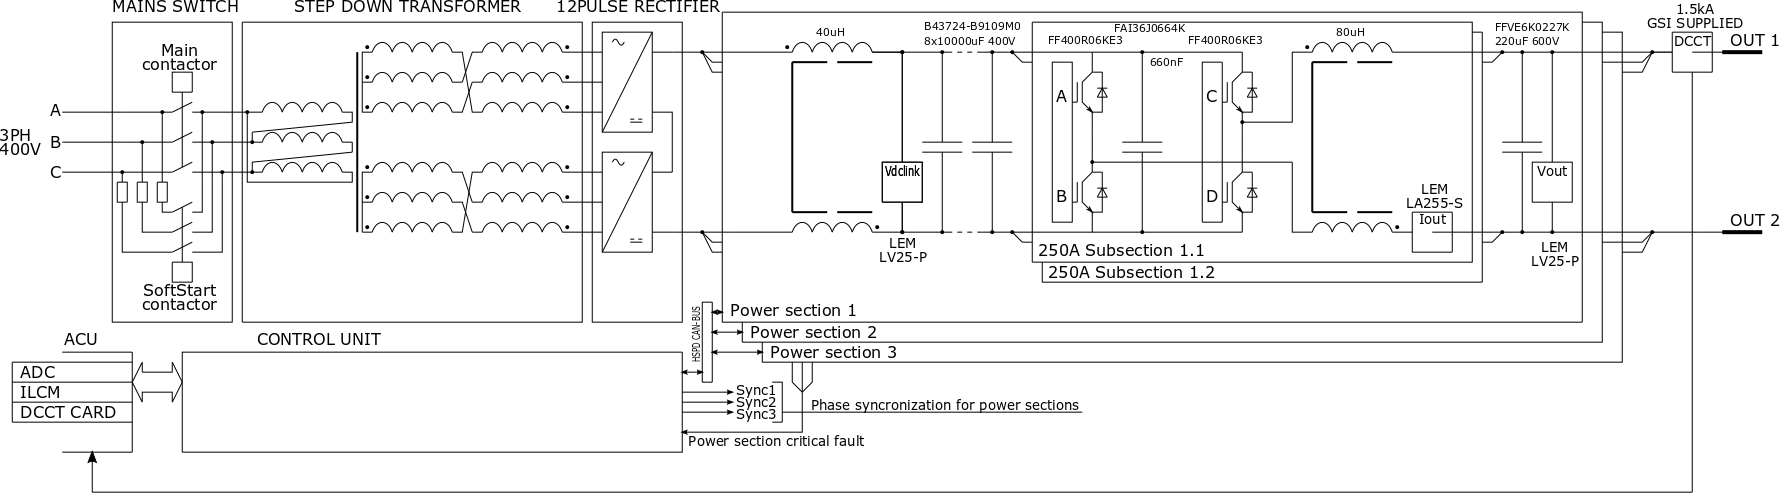 MAINS SWITCH
STEP DOWN TRANSFORMER
12PULSE RECTIFIER
1.5kA
GSI SUPPLIED
DCCT
OUT 1
Main
contactor
40uH
B43724-B9109M0
8x10000uF 400V
FAI36J0664K
FF400R06KE3
FF400R06KE3
660nF
80uH
FFVE6K0227K
220uF 600V
A
B
C
3PH
400V
A
C
B
D
Vdclink
LEM
LV25-P
LEM
LA255-S
Iout
Vout
LEM
LV25-P
OUT 2
250A Subsection 1.1
250A Subsection 1.2
SoftStart
contactor
Power section 1
Power section 2
Power section 3
HSPD CAN-BUS
ACU
CONTROL UNIT
ADC
ILCM
DCCT CARD
Sync1
Sync2
Sync3
Phase syncronization for power sections
Power section critical fault